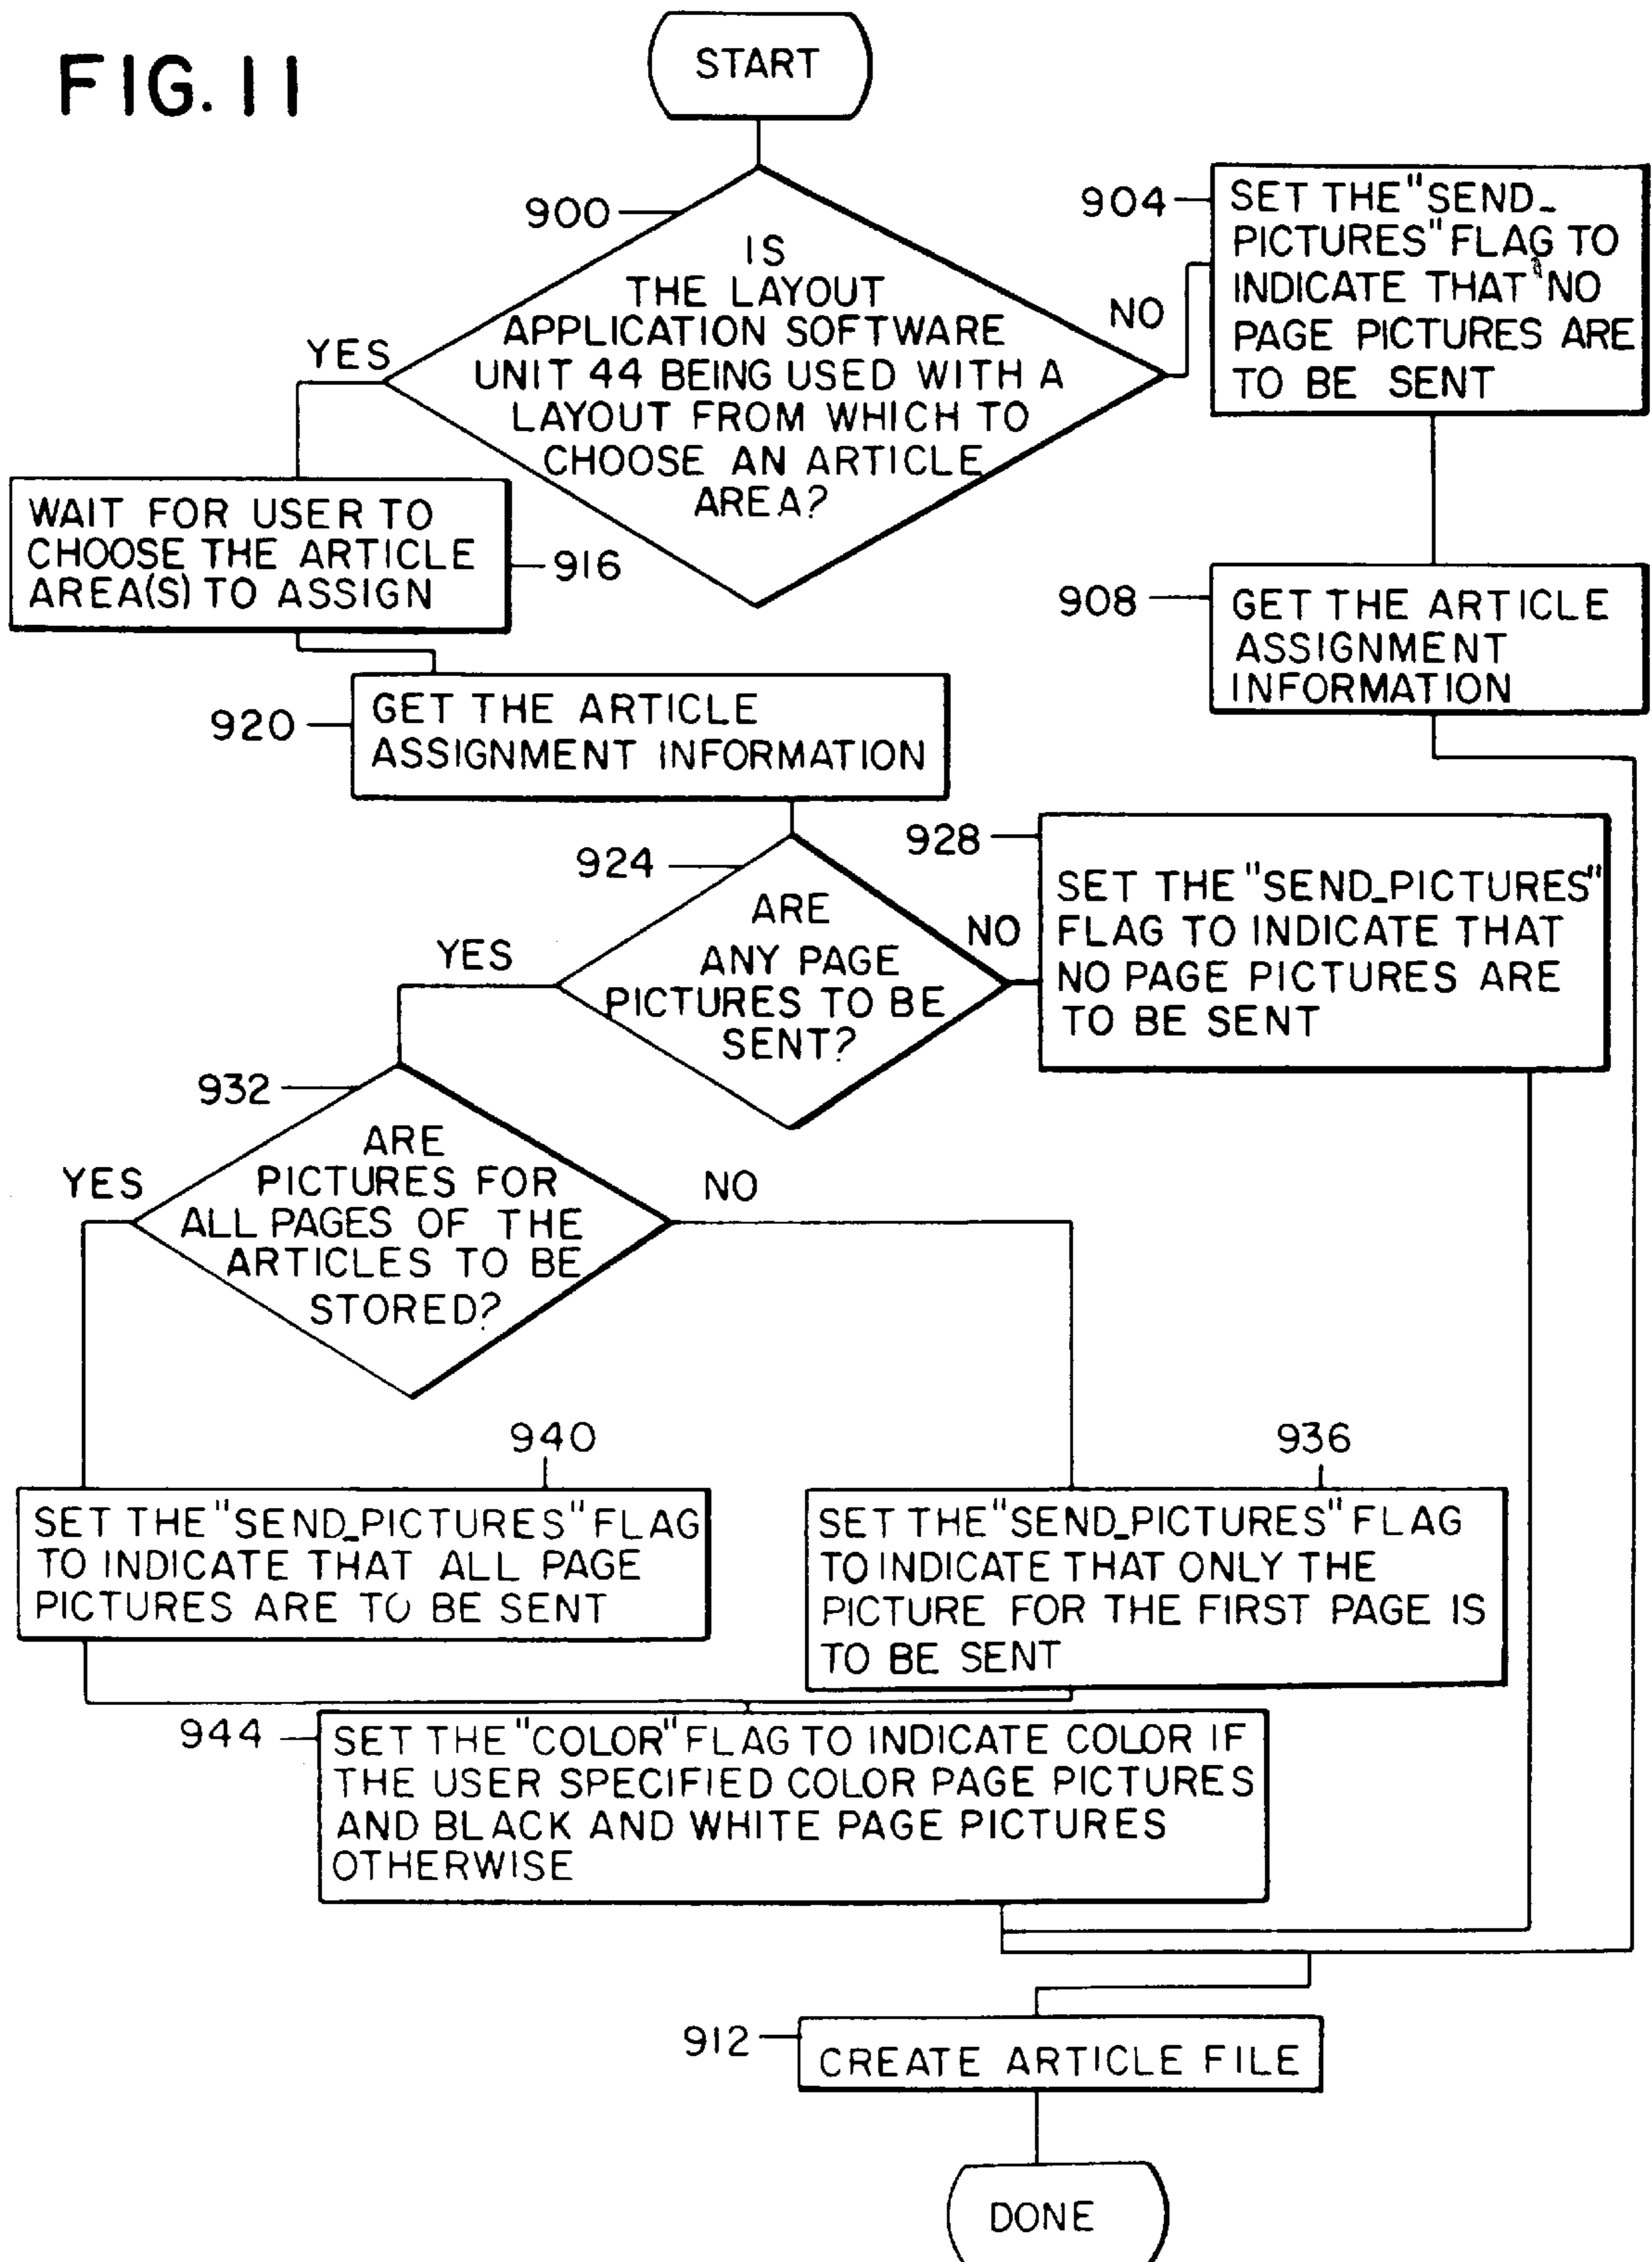 FIG. 11
START
900
IS
THE LAYOUT
APPLICATION SOFTWARE
UNIT 44 BEING USED WITH A
LAYOUT FROM WHICH TO
CHOOSE AN ARTICLE
AREA?
YES
NO
904
SET THE "SEND_
PICTURES" FLAG TO
INDICATE THAT NO
PAGE PICTURES ARE
TO BE SENT
WAIT FOR USER TO
CHOOSE THE ARTICLE
AREA(S) TO ASSIGN
916
908
GET THE ARTICLE
ASSIGNMENT
INFORMATION
920
GET THE ARTICLE
ASSIGNMENT INFORMATION
924
ARE
ANY PAGE
PICTURES TO BE
SENT?
YES
NO
928
SET THE "SEND_PICTURES"
FLAG TO INDICATE THAT
NO PAGE PICTURES ARE
TO BE SENT
932
ARE
PICTURES FOR
ALL PAGES OF THE
ARTICLES TO BE
STORED?
YES
NO
940
SET THE "SEND_PICTURES" FLAG
TO INDICATE THAT ALL PAGE
PICTURES ARE TO BE SENT
936
SET THE "SEND_PICTURES" FLAG
TO INDICATE THAT ONLY THE
PICTURE FOR THE FIRST PAGE IS
TO BE SENT
944
SET THE "COLOR" FLAG TO INDICATE COLOR IF
THE USER SPECIFIED COLOR PAGE PICTURES
AND BLACK AND WHITE PAGE PICTURES
OTHERWISE
912
CREATE ARTICLE FILE
DONE